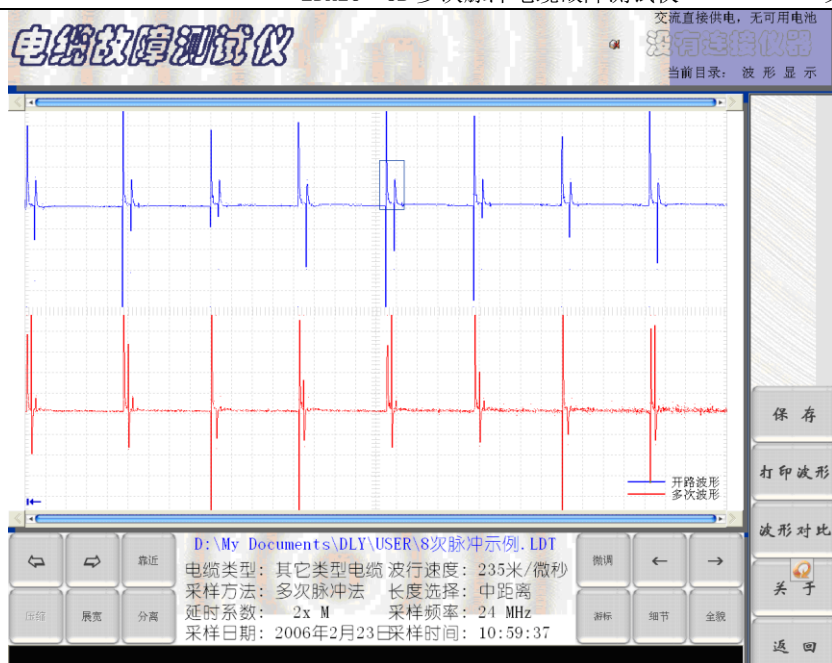 交流直接供电，无可用电池
电缆故障测试仪
没有连接仪器
当前目录： 波 形 显 示
开路波形
多次波形
保 存
打印波形
波形对比
关 于
返 回
靠近
压缩
展宽
分离
D:\My Documents\DLY\USER\8次脉冲示例.LDT
电缆类型：其它类型电缆 波行速度：235米/微秒
采样方法：多次脉冲法 长度选择：中距离
延时系数： 2x M 采样频率：24 MHz
采样日期：2006年2月23日采样时间：10:59:37
微调
游标
细节
全貌